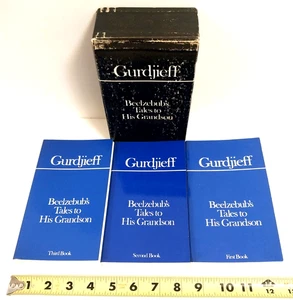 Gurdjieff
Beelzebub's
Tales to
His Grandson
Gurdjieff
Beelzebub's
Tales to
His Grandson
Third Book
Gurdjieff
Beelzebub's
Tales to
His Grandson
Second Book
Gurdjieff
Beelzebub's
Tales to
His Grandson
First Book
1 2 3 4 5 6 7 8 9 10 11 12